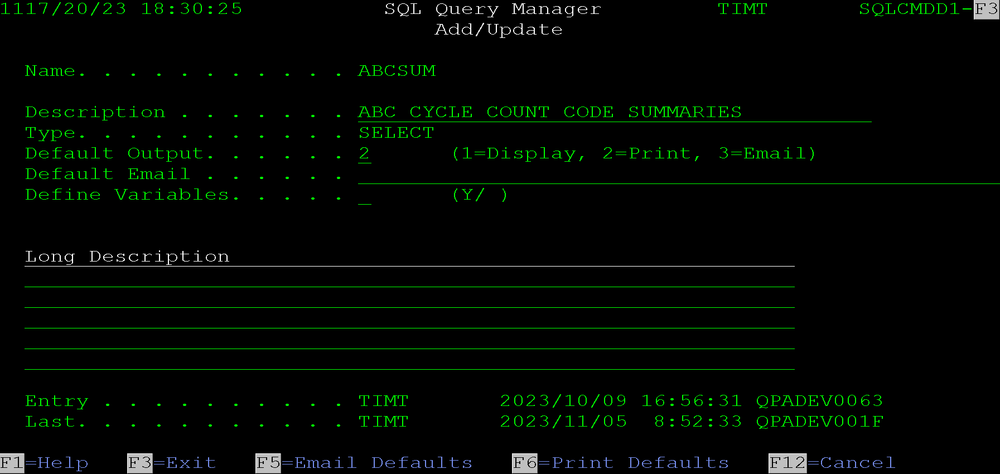 1117/20/23 18:30:25 SQL Query Manager TIMT SQLCMDD1-F3
Add/Update
Name. . . . . . . . . . . ABCSUM
Description . . . . . . . ABC CYCLE COUNT CODE SUMMARIES
Type. . . . . . . . . . . SELECT
Default Output. . . . . . 2 (1=Display, 2=Print, 3=Email)
Default Email . . . . . .
Define Variables. . . . . _ (Y/ )
Long Description
Entry . . . . . . . . . . TIMT 2023/10/09 16:56:31 QPADEV0063
Last. . . . . . . . . . . TIMT 2023/11/05 8:52:33 QPADEV001F
F1=Help F3=Exit F5=Email Defaults F6=Print Defaults F12=Cancel